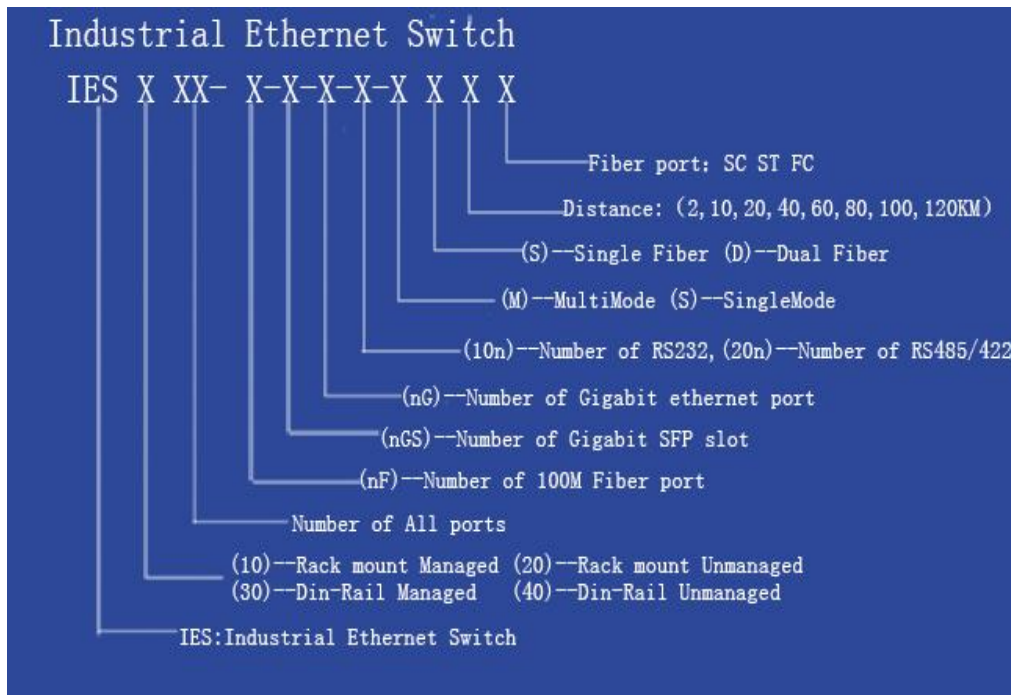 Industrial Ethernet Switch
IES X XX- X-X-X-X-X X X X
Fiber port: SC ST FC
Distance: (2,10,20,40,60,80,100,120KM)
(S)--Single Fiber (D)--Dual Fiber
(M)--MultiMode (S)--SingleMode
(10n)--Number of RS232,(20n)--Number of RS485/422
(nG)--Number of Gigabit ethernet port
(nGS)--Number of Gigabit SFP slot
(nF)--Number of 100M Fiber port
Number of All ports
(10)--Rack mount Managed (20)--Rack mount Unmanaged
(30)--Din-Rail Managed (40)--Din-Rail Unmanaged
IES:Industrial Ethernet Switch